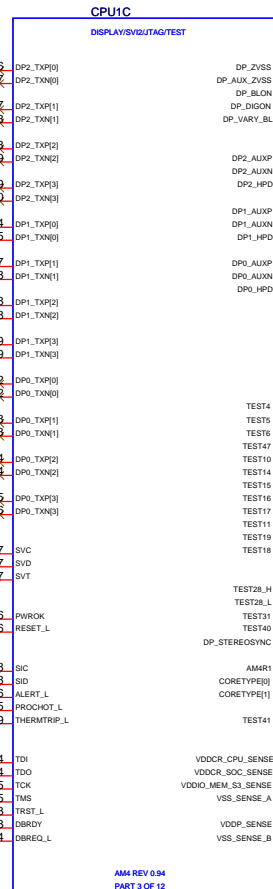 CPU1C
DISPLAY/SVI2/JTAG/TEST
DP2_TXP[0] DP_ZVSS
DP2_TXN[0] DP_AUX_ZVSS
DP_BLON
DP2_TXP[1] DP_DIGON
DP2_TXN[1] DP_VARY_BL
DP2_TXP[2]
DP2_TXN[2] DP2_AUXP
DP2_AUXN
DP2_TXP[3] DP2_HPD
DP2_TXN[3]
DP1_AUXP
DP1_TXP[0] DP1_AUXN
DP1_TXN[0] DP1_HPD
DP1_TXP[1] DP0_AUXP
DP1_TXN[1] DP0_AUXN
DP0_HPD
DP1_TXP[2]
DP1_TXN[2]
DP1_TXP[3]
DP1_TXN[3]
DP0_TXP[0]
DP0_TXN[0]
TEST4
DP0_TXP[1] TEST5
DP0_TXN[1] TEST6
TEST47
DP0_TXP[2] TEST10
DP0_TXN[2] TEST14
TEST15
DP0_TXP[3] TEST16
DP0_TXN[3] TEST17
TEST11
TEST19
SVC TEST18
SVD
SVT
TEST28_H
TEST28_L
PWROK TEST31
RESET_L TEST40
DP_STEREOSYNC
SIC AM4R1
SID CORETYPE[0]
ALERT_L CORETYPE[1]
PROCHOT_L
THERMTRIP_L TEST41
TDI VDDCR_CPU_SENSE
TDO VDDCR_SOC_SENSE
TCK VDDIO_MEM_S3_SENSE
TMS VSS_SENSE_A
TRST_L
DBRDY VDDP_SENSE
DBREQ_L VSS_SENSE_B
AM4 REV 0.94
PART 3 OF 12